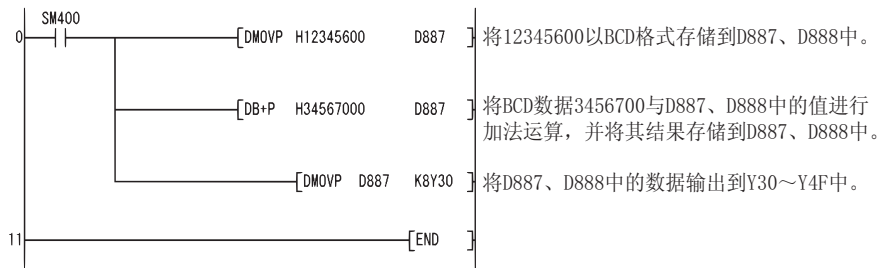 SM400
0 [DMOVP H12345600 D887 ] 将12345600以BCD格式存储到D887、D888中。
[DB+P H34567000 D887 ] 将BCD数据3456700与D887、D888中的值进行
加法运算，并将其结果存储到D887、D888中。
[DMOVP D887 K8Y30 ] 将D887、D888中的数据输出到Y30～Y4F中。
11 [END ]